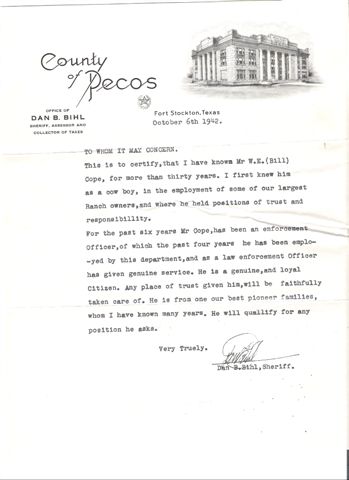 County
of
Pecos
OFFICE OF
DAN B. BIHL
SHERIFF, ASSESSOR AND
COLLECTOR OF TAXES
Fort Stockton,Texas
October 6th 1942.
TO WHOM IT MAY CONCERN.
This is to certify,that I have known Mr W.E.(Bill)
Cope, for more than thirty years. I first knew him
as a cow boy, in the employment of some of our largest
Ranch owners,and where he held positions of trust and
responsibillity.
For the past six years Mr Cope,has been an enforcement
Officer,of which the past four years he has been emplo-
-yed by this department,and as a law enforcement Officer
has given genuine service. He is a genuine,and loyal
Citizen. Any place of trust given him,will be faithfully
taken care of. He is from one our best pioneer families,
whom I have known many years. He will quallify for any
position he asks.
Very Truely.
Dan B.Bihl,Sheriff.